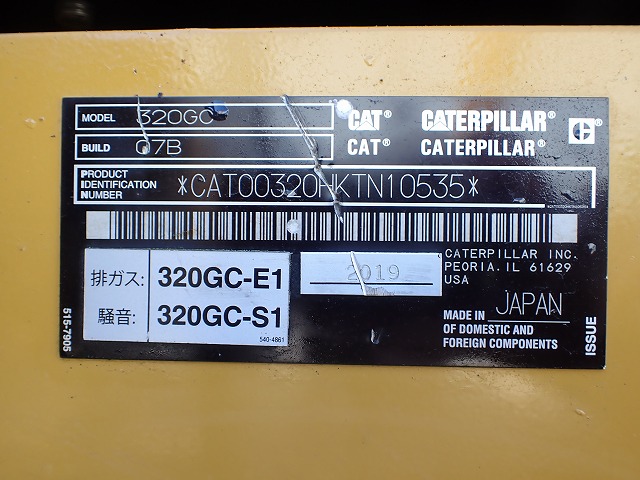 MODEL 320GC
CAT® CATERPILLAR® C
BUILD 07B
CAT® CATERPILLAR®
PRODUCT IDENTIFICATION NUMBER *CAT00320HKTN10535*
排ガス: 320GC-E1
騒音: 320GC-S1
540-4861
2019
CATERPILLAR INC.
PEORIA. IL 61629
USA
MADE IN JAPAN
OF DOMESTIC AND
FOREIGN COMPONENTS
515-7905
ISSUE